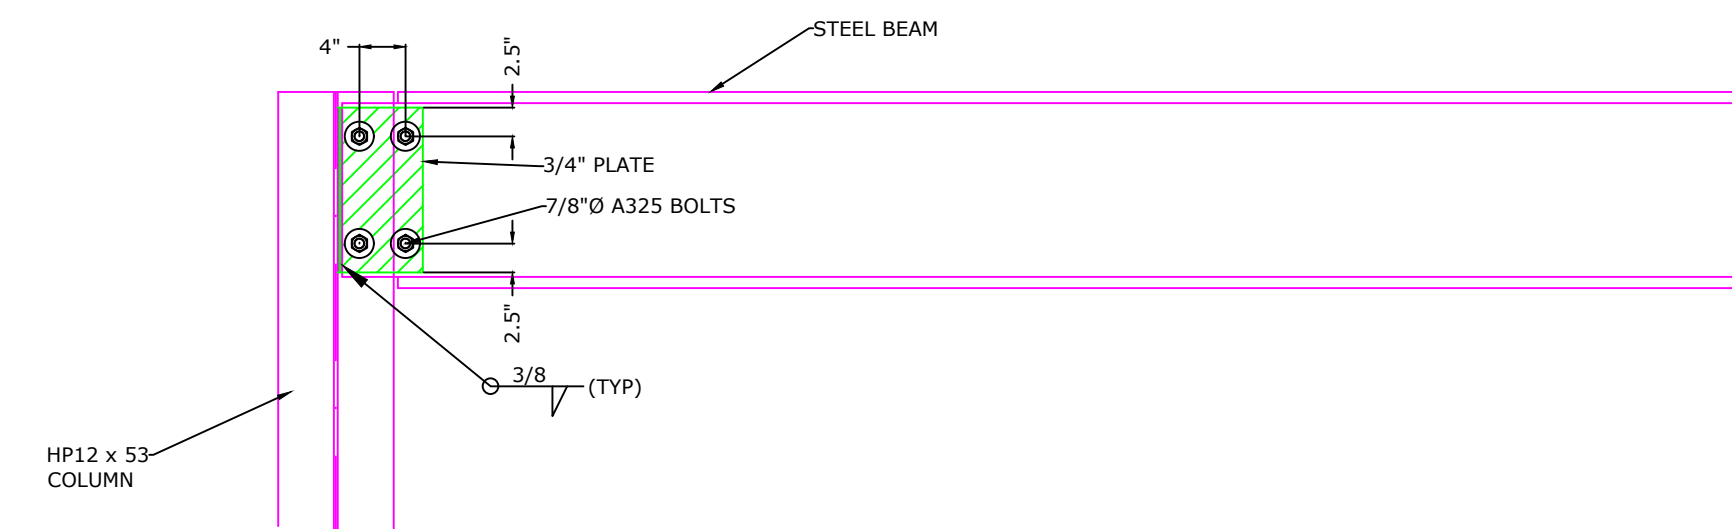 STEEL BEAM
4"
2.5"
3/4" PLATE
7/8"Ø A325 BOLTS
2.5"
3/8 (TYP)
HP12 x 53
COLUMN